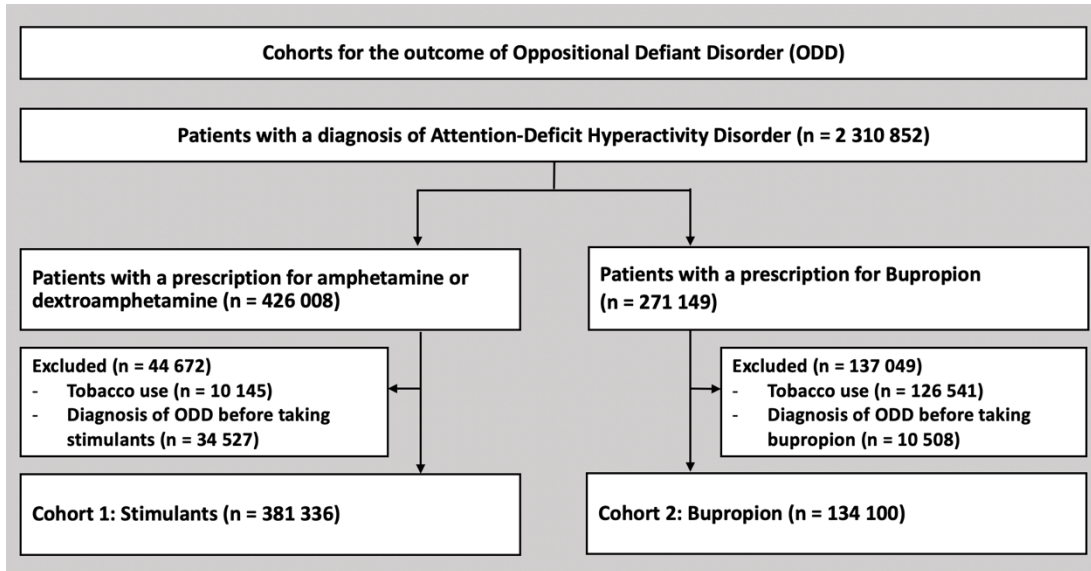 Cohorts for the outcome of Oppositional Defiant Disorder (ODD)
Patients with a diagnosis of Attention-Deficit Hyperactivity Disorder (n = 2 310 852)
Patients with a prescription for amphetamine or
dextroamphetamine (n = 426 008)
Patients with a prescription for Bupropion
(n = 271 149)
Excluded (n = 44 672)
- Tobacco use (n = 10 145)
- Diagnosis of ODD before taking
stimulants (n = 34 527)
Excluded (n = 137 049)
- Tobacco use (n = 126 541)
- Diagnosis of ODD before taking
bupropion (n = 10 508)
Cohort 1: Stimulants (n = 381 336)
Cohort 2: Bupropion (n = 134 100)